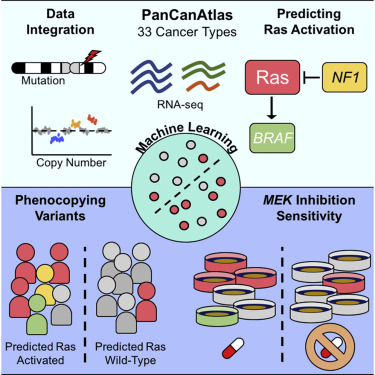 Data
Integration
Mutation
Copy Number
PanCanAtlas
33 Cancer Types
RNA-seq
Predicting
Ras Activation
Ras
NF1
BRAF
Machine Learning
Phenocopying
Variants
Predicted Ras
Activated
Predicted Ras
Wild-Type
MEK Inhibition
Sensitivity